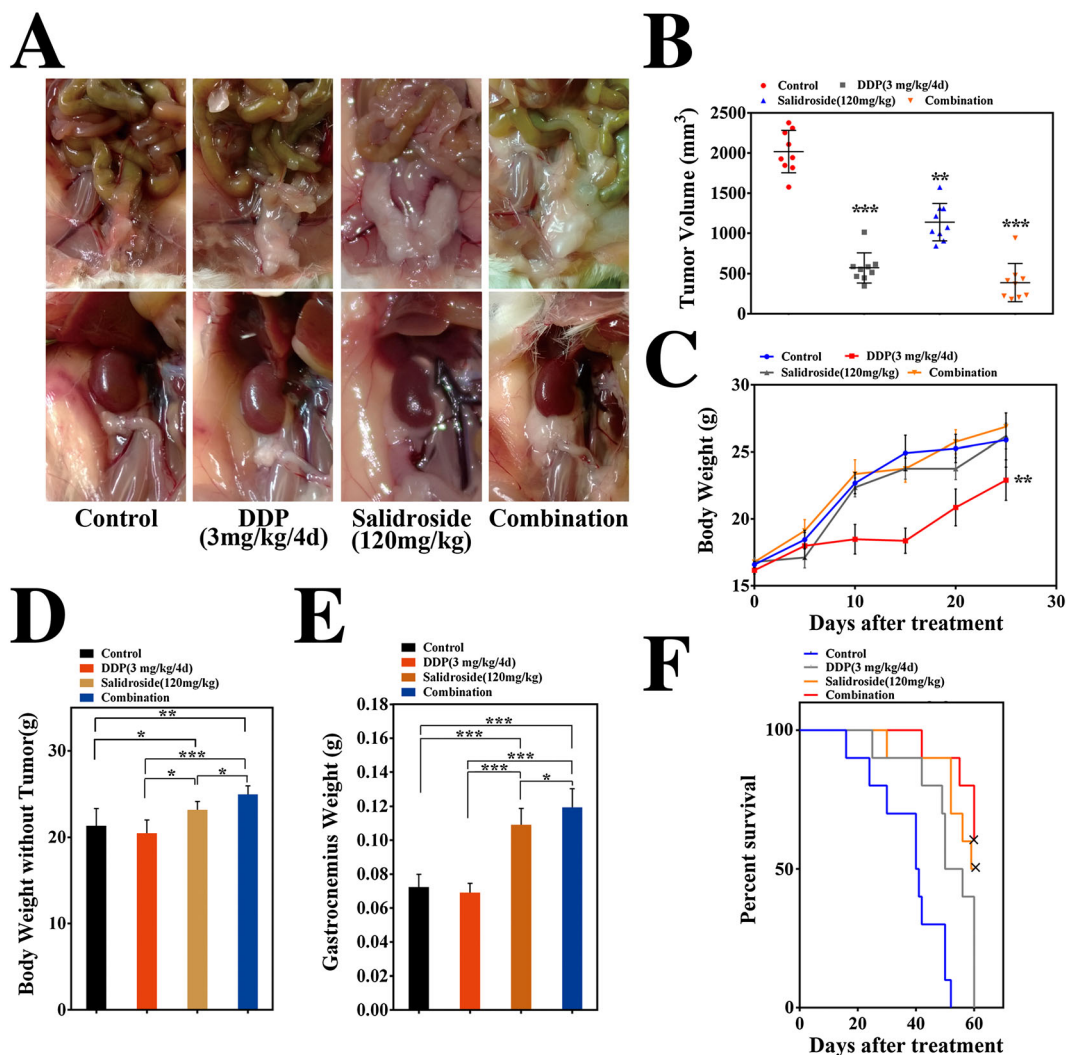 A
Control
DDP
(3mg/kg/4d)
Salidroside
(120mg/kg)
Combination
B
Control
DDP(3 mg/kg/4d)
Salidroside(120mg/kg)
Combination
Tumor Volume (mm³)
2500
2000
1500
1000
500
0
***
**
***
C
Control
DDP(3 mg/kg/4d)
Salidroside(120mg/kg)
Combination
Body Weight (g)
30
26
20
15
**
0
10
20
30
Days after treatment
D
Control
DDP(3 mg/kg/4d)
Salidroside(120mg/kg)
Combination
Body Weight without Tumor(g)
30
20
10
0
**
*
***
*
*
E
Control
DDP(3 mg/kg/4d)
Salidroside(120mg/kg)
Combination
Gastrocnemius Weight (g)
0.18
0.16
0.14
0.12
0.10
0.08
0.06
0.04
0.02
0.00
***
***
***
***
*
F
Control
DDP(3 mg/kg/4d)
Salidroside(120mg/kg)
Combination
Percent survival
100
50
0
×
×
0
20
40
60
Days after treatment